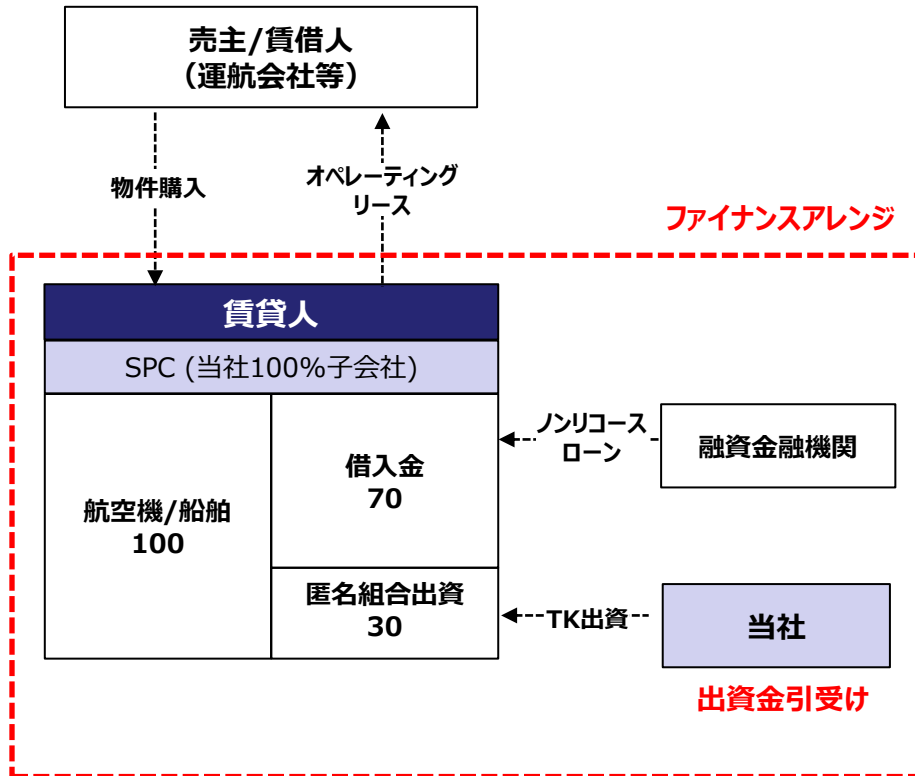 売主/賃借人
（運航会社等）
物件購入
オペレーティング
リース
ファイナンスアレンジ
賃貸人
SPC (当社100%子会社)
航空機/船舶
100
借入金
70
匿名組合出資
30
ノンリコース
ローン
融資金融機関
TK出資
当社
出資金引受け